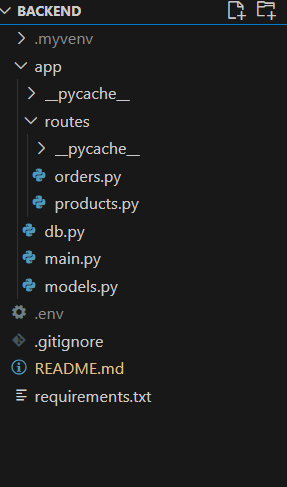 BACKEND
.myvenv
app
__pycache__
routes
__pycache__
orders.py
products.py
db.py
main.py
models.py
.env
.gitignore
README.md
requirements.txt